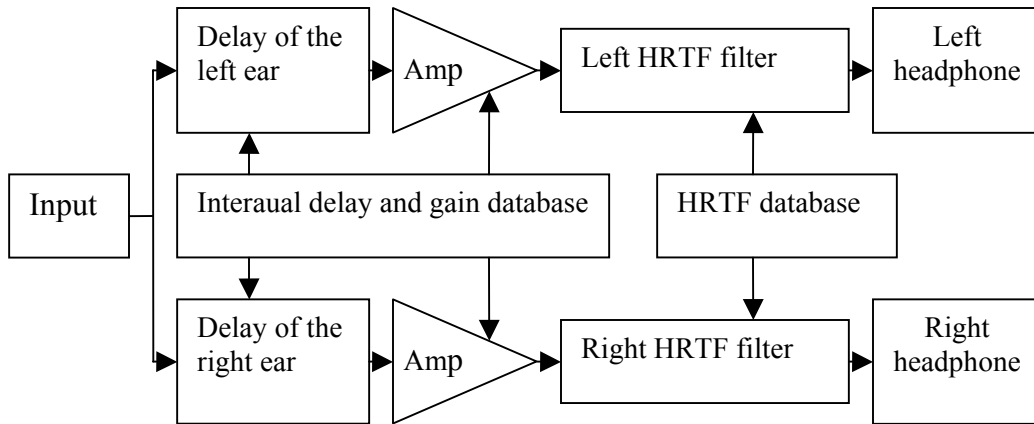 Delay of the
left ear
Amp
Left HRTF filter
Left
headphone
Input
Interaual delay and gain database
HRTF database
Delay of the
right ear
Amp
Right HRTF filter
Right
headphone